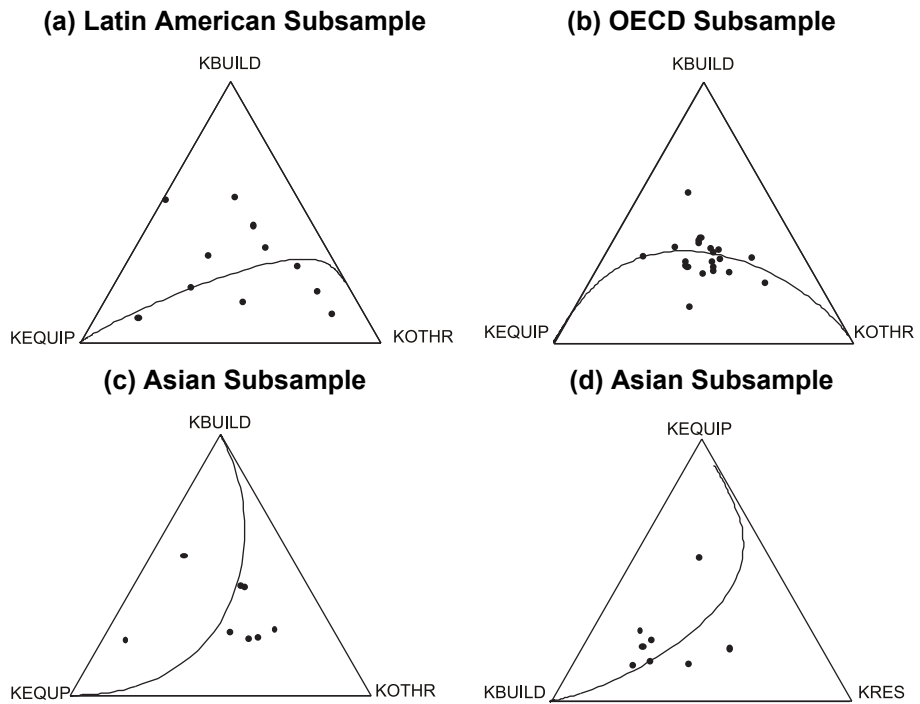 (a) Latin American Subsample
(b) OECD Subsample
KBUILD
KBUILD
KEQUIP
KOTHR
KEQUIP
KOTHR
(c) Asian Subsample
(d) Asian Subsample
KBUILD
KEQUIP
KEQUP
KOTHR
KBUILD
KRES